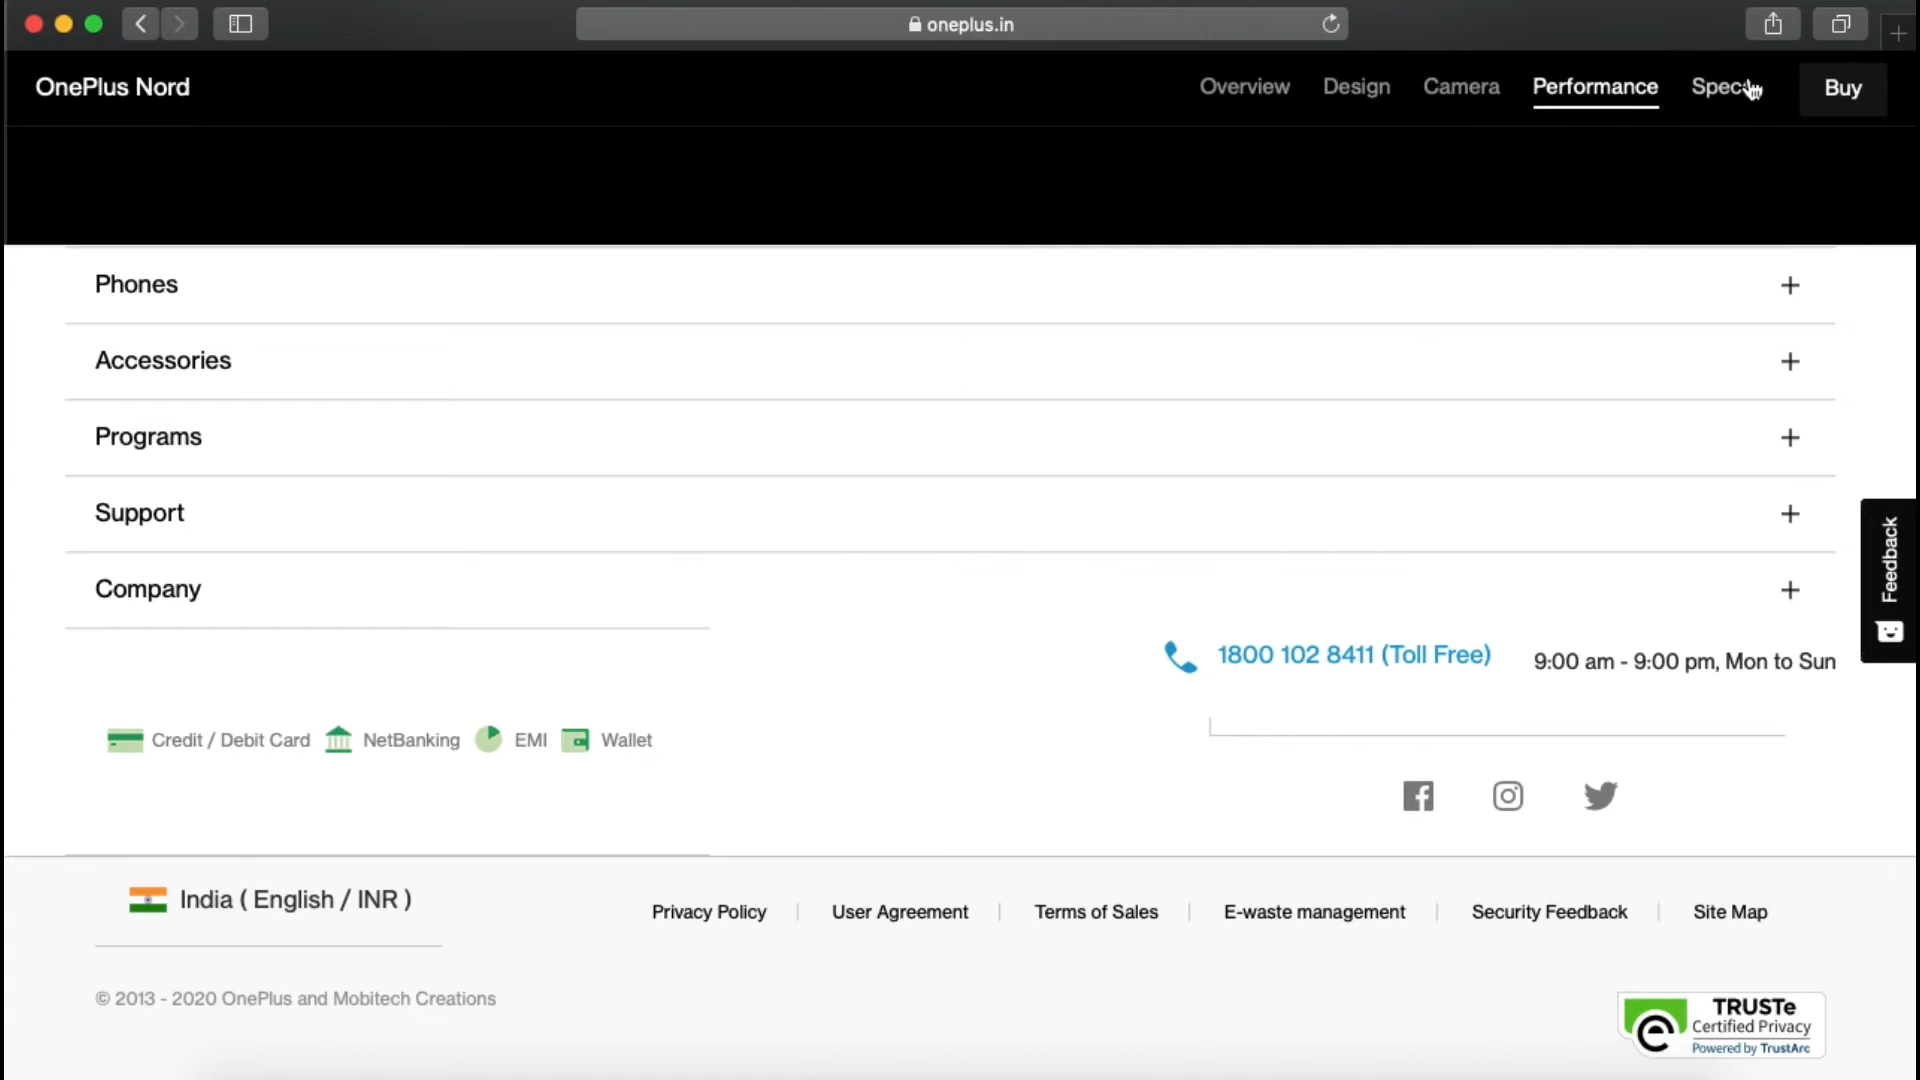 oneplus.in
OnePlus Nord
Overview Design Camera Performance Specs Buy
Phones
Accessories
Programs
Support
Company
Feedback
1800 102 8411 (Toll Free) 9:00 am - 9:00 pm, Mon to Sun
Credit / Debit Card NetBanking EMI Wallet
India ( English / INR )
Privacy Policy User Agreement Terms of Sales E-waste management Security Feedback Site Map
© 2013 - 2020 OnePlus and Mobitech Creations
TRUSTe
Certified Privacy
Powered by TrustArc